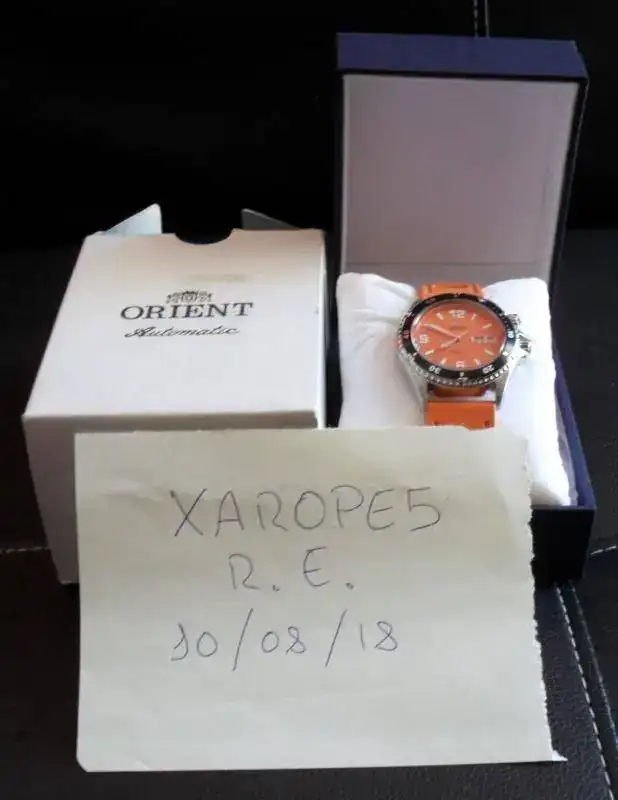 ORIENT
Automatic
XAROPE5
R. E.
10/08/18